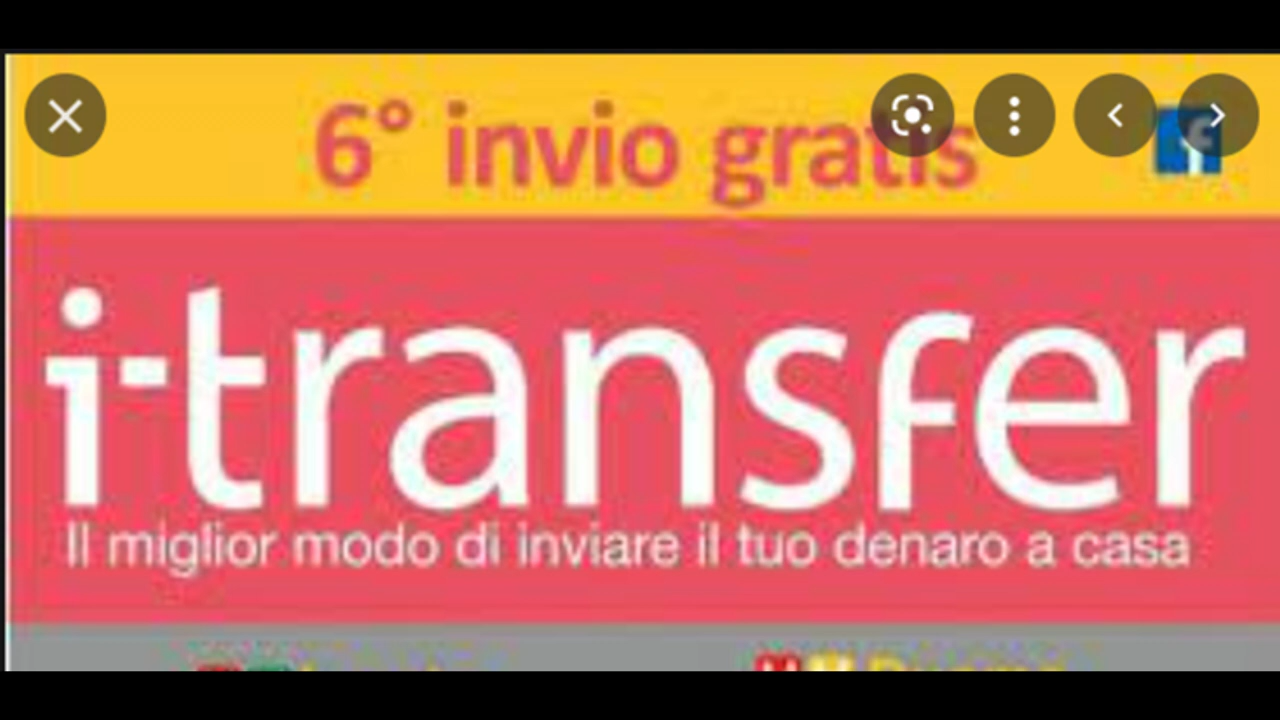 6° invio gratis
i-transfer
Il miglior modo di inviare il tuo denaro a casa